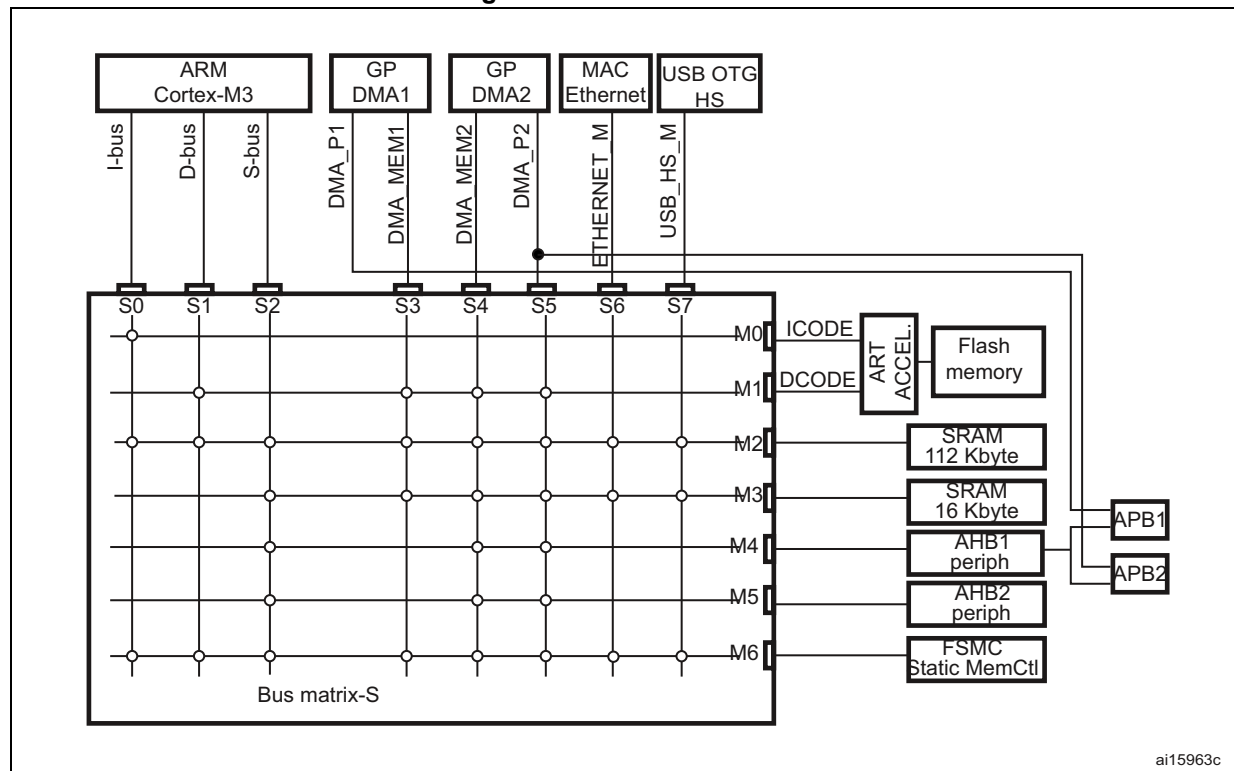 ARM
Cortex-M3
GP
DMA1
GP
DMA2
MAC
Ethernet
USB OTG
HS
I-bus
D-bus
S-bus
DMA_P1
DMA_MEM1
DMA_MEM2
DMA_P2
ETHERNET_M
USB_HS_M
S0
S1
S2
S3
S4
S5
S6
S7
M0
ICODE
ART
ACCEL.
Flash
memory
M1
DCODE
M2
SRAM
112 Kbyte
M3
SRAM
16 Kbyte
APB1
M4
AHB1
periph
APB2
M5
AHB2
periph
M6
FSMC
Static MemCtl
Bus matrix-S
ai15963c